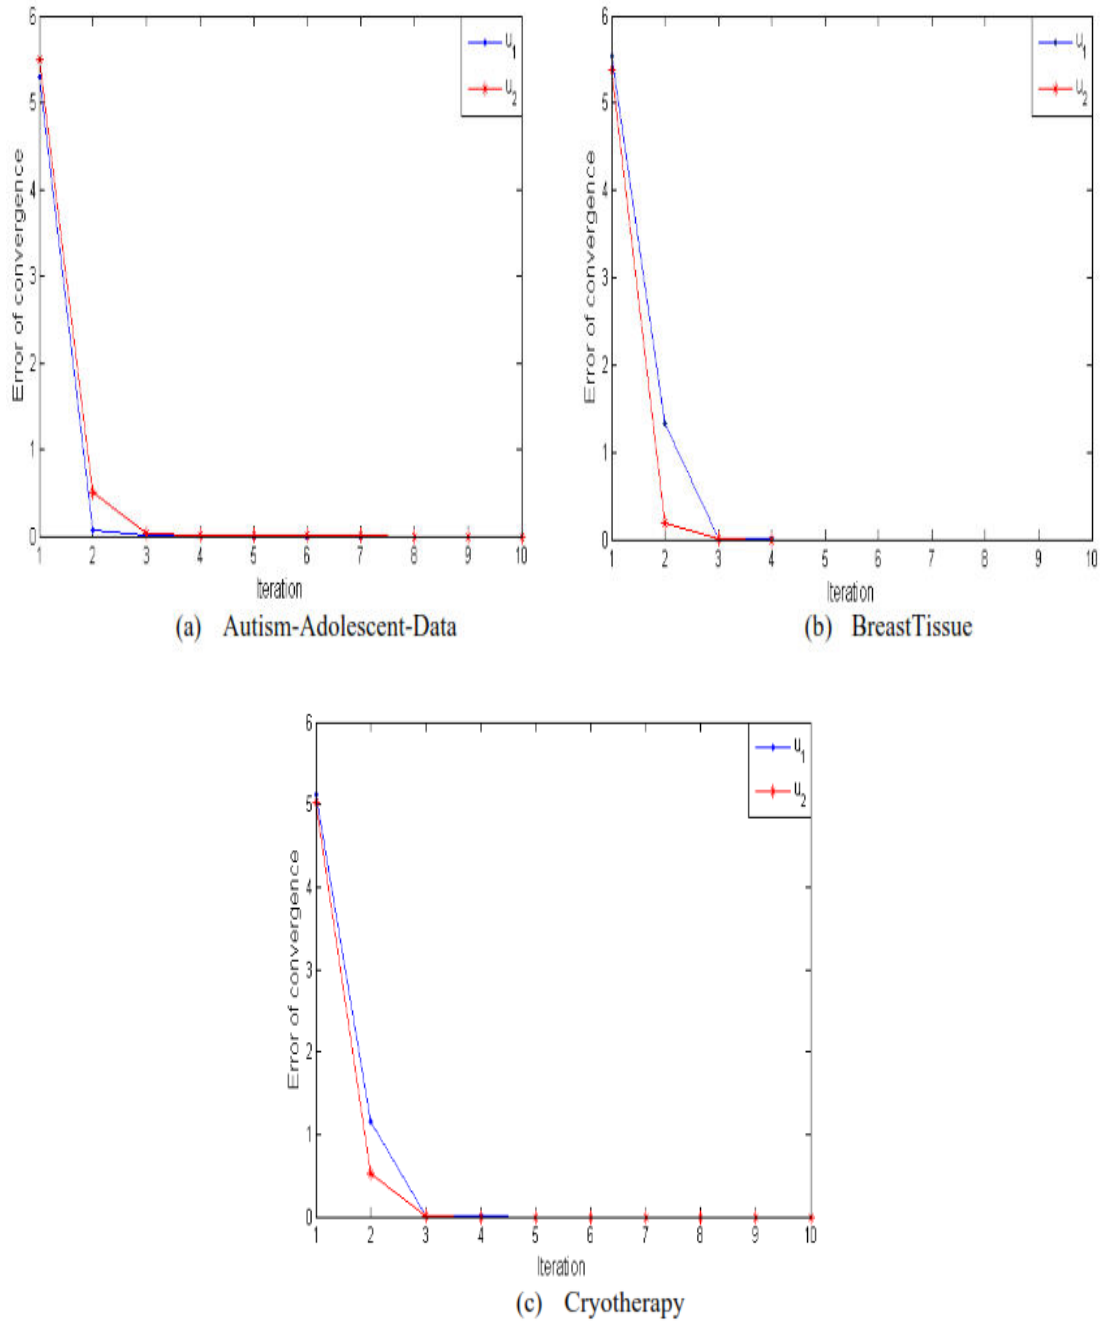 6
5
4
3
2
1
0
Error of convergence
u1
u2
1 2 3 4 5 6 7 8 9 10
Iteration
(a) Autism-Adolescent-Data
6
5
4
3
2
1
0
Error of convergence
u1
u2
1 2 3 4 5 6 7 8 9 10
Iteration
(b) BreastTissue
6
5
4
3
2
1
0
Error of convergence
u1
u2
1 2 3 4 5 6 7 8 9 10
Iteration
(c) Cryotherapy